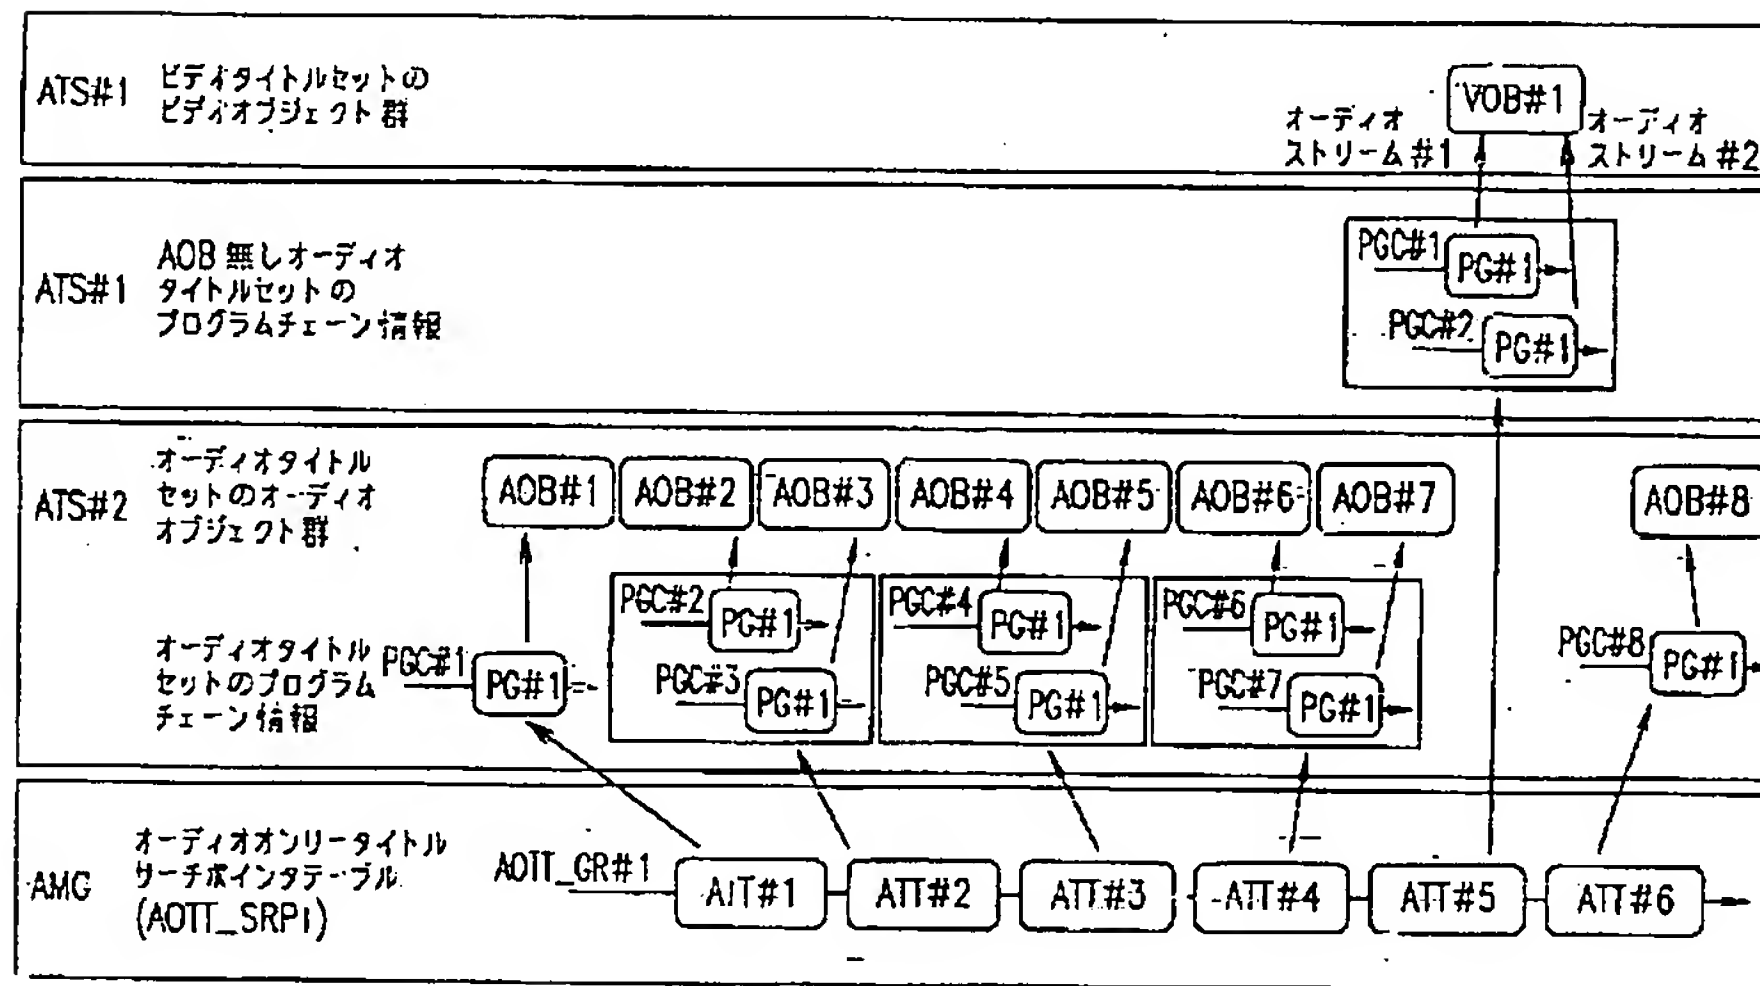 ATS#1
ビデオタイトルセットの
ビデオオブジェクト群
VOB#1
オーディオ
ストリーム#1
オーディオ
ストリーム#2
ATS#1
AOB無しオーディオ
タイトルセットの
プログラムチェーン情報
PGC#1
PG#1
PGC#2
PG#1
ATS#2
オーディオタイトル
セットのオーディオ
オブジェクト群
AOB#1
AOB#2
AOB#3
AOB#4
AOB#5
AOB#6
AOB#7
AOB#8
オーディオタイトル
セットのプログラム
チェーン情報
PGC#1
PG#1
PGC#2
PG#1
PGC#3
PG#1
PGC#4
PG#1
PGC#5
PG#1
PGC#6
PG#1
PGC#7
PG#1
PGC#8
PG#1
AMG
オーディオオンリータイトル
サーチポインタテーブル
(AOTT_SRPI)
AOTT_GR#1
ATT#1
ATT#2
ATT#3
ATT#4
ATT#5
ATT#6